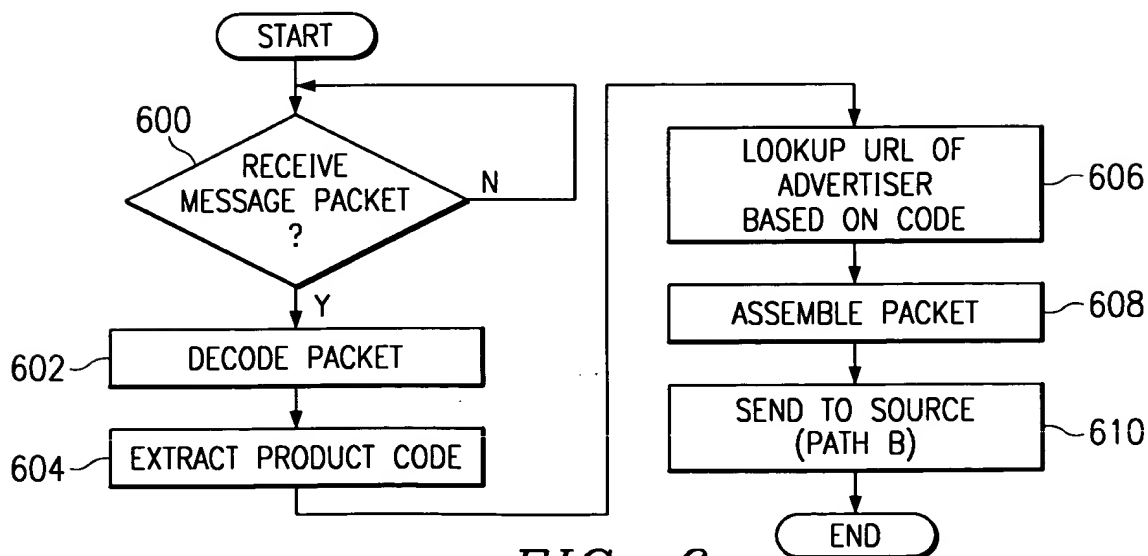 START
600
RECEIVE
MESSAGE PACKET
?
N
Y
602
DECODE PACKET
604
EXTRACT PRODUCT CODE
LOOKUP URL OF
ADVERTISER
BASED ON CODE
606
ASSEMBLE PACKET
608
SEND TO SOURCE
(PATH B)
610
END